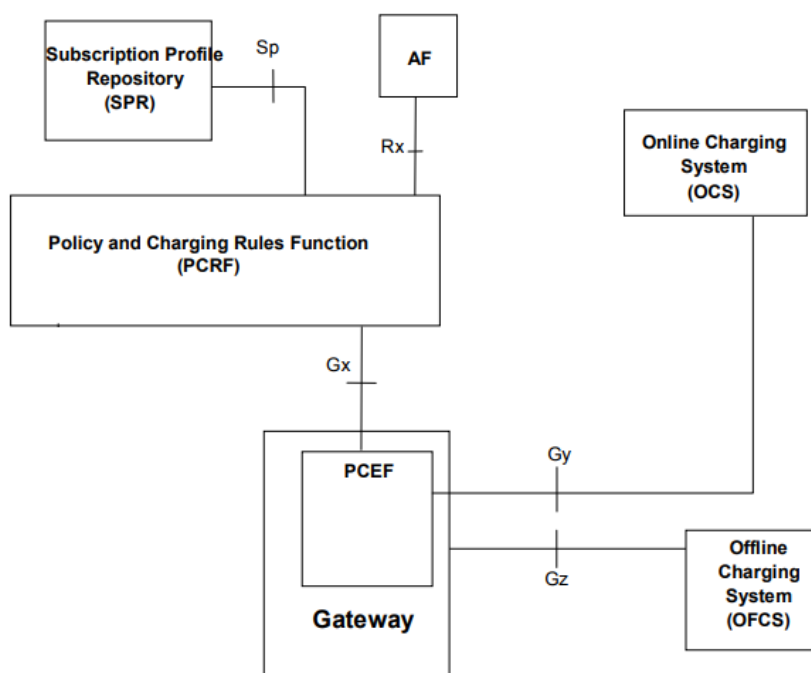 Subscription Profile
Repository
(SPR)
Sp
AF
Rx
Online Charging
System
(OCS)
Policy and Charging Rules Function
(PCRF)
Gx
PCEF
Gy
Gz
Offline
Charging
System
(OFCS)
Gateway